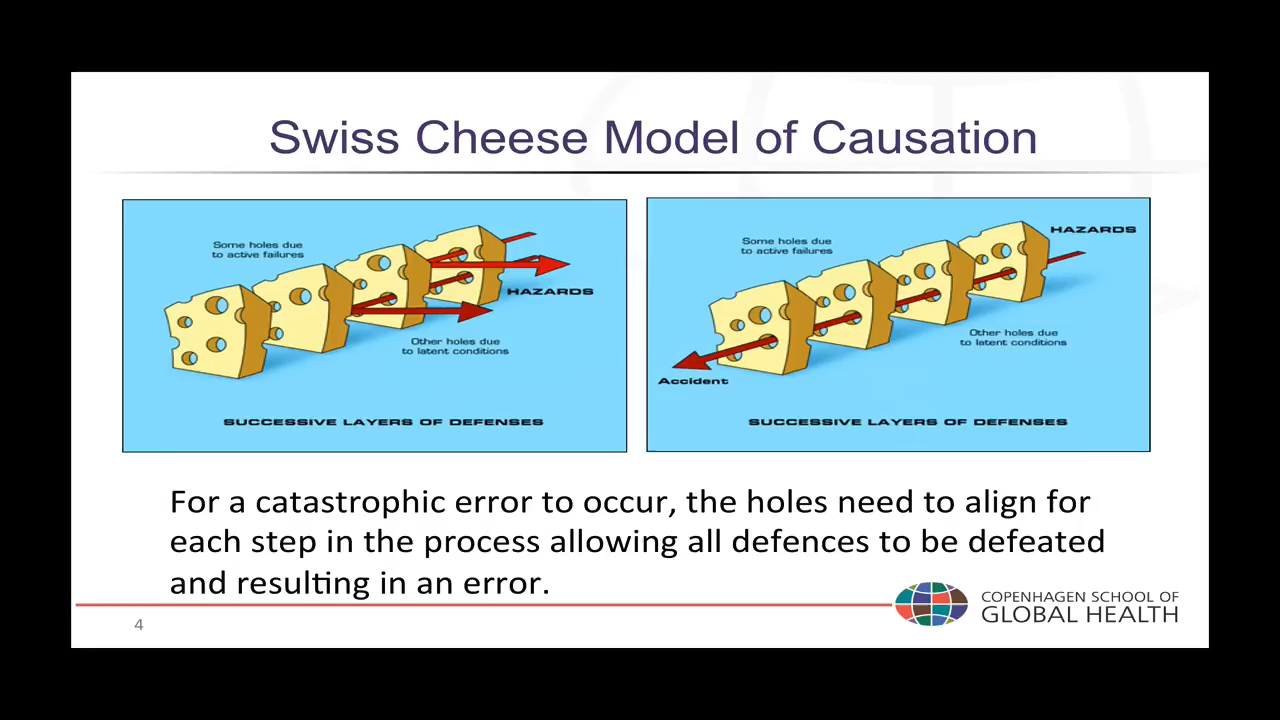 Swiss Cheese Model of Causation
Some holes due
to active failures
HAZARDS
Other holes due
to latent conditions
SUCCESSIVE LAYERS OF DEFENSES
Some holes due
to active failures
HAZARDS
Other holes due
to latent conditions
Accident
SUCCESSIVE LAYERS OF DEFENSES
For a catastrophic error to occur, the holes need to align for
each step in the process allowing all defences to be defeated
and resulting in an error.
COPENHAGEN SCHOOL OF
GLOBAL HEALTH
4